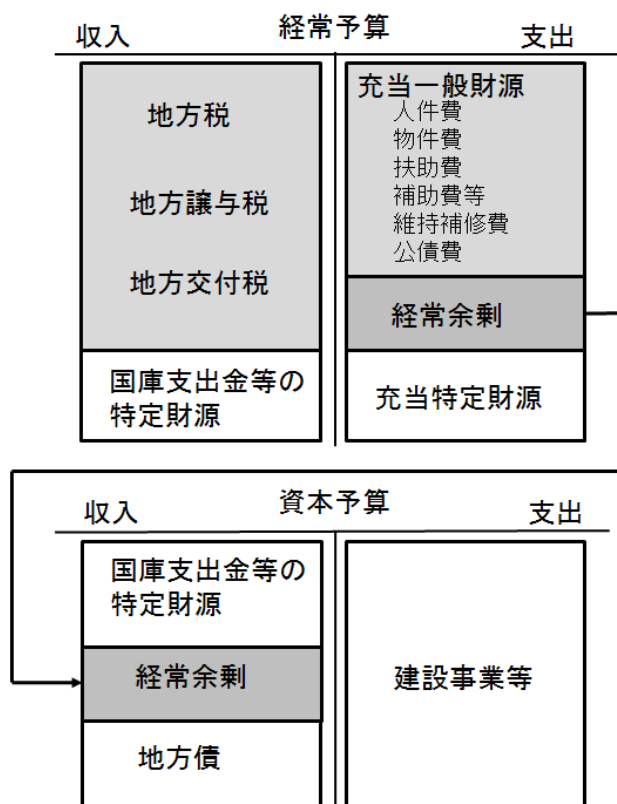 経常予算
収入
支出
地方税
地方譲与税
地方交付税
国庫支出金等の
特定財源
充当一般財源
人件費
物件費
扶助費
補助費等
維持補修費
公債費
経常余剰
充当特定財源
資本予算
収入
支出
国庫支出金等の
特定財源
経常余剰
地方債
建設事業等